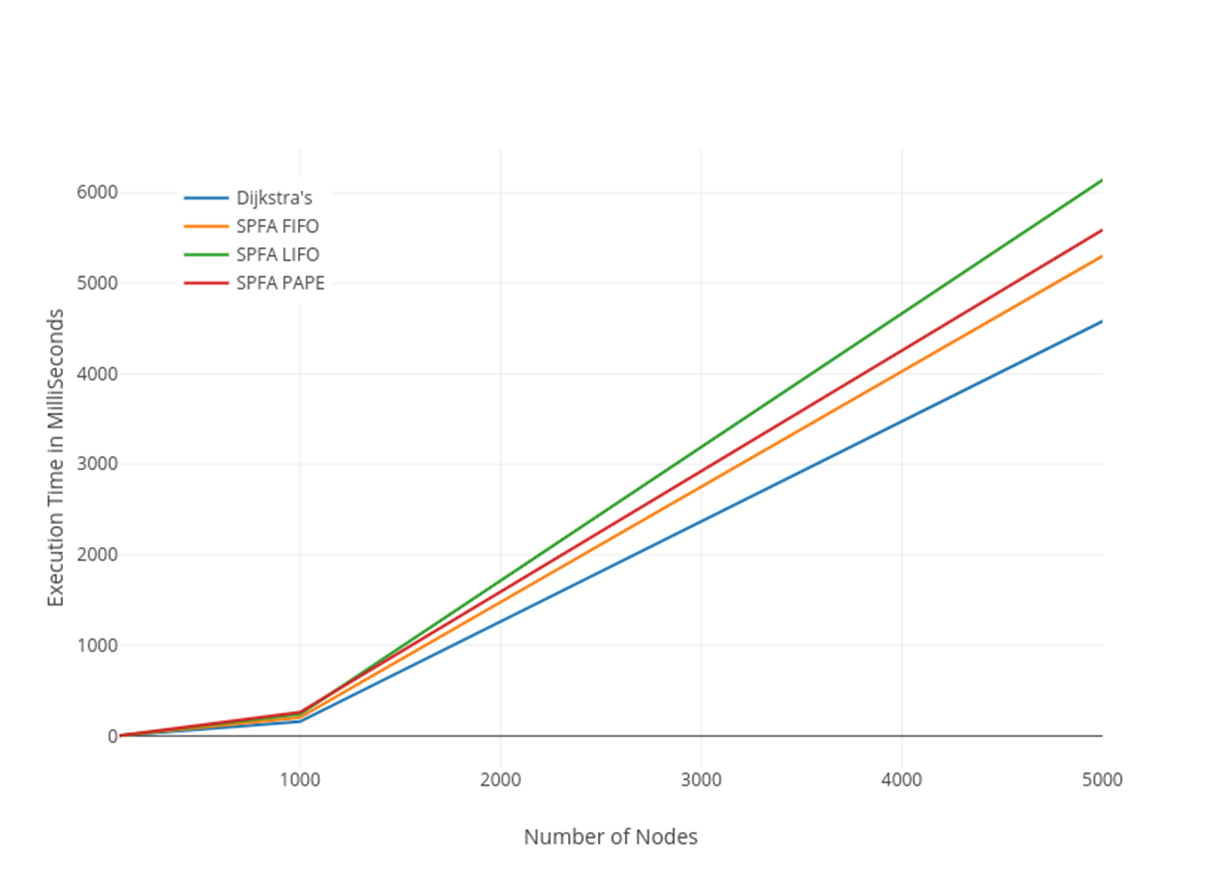 6000
5000
4000
3000
2000
1000
0
Execution Time in MilliSeconds
Dijkstra's
SPFA FIFO
SPFA LIFO
SPFA PAPE
1000 2000 3000 4000 5000
Number of Nodes